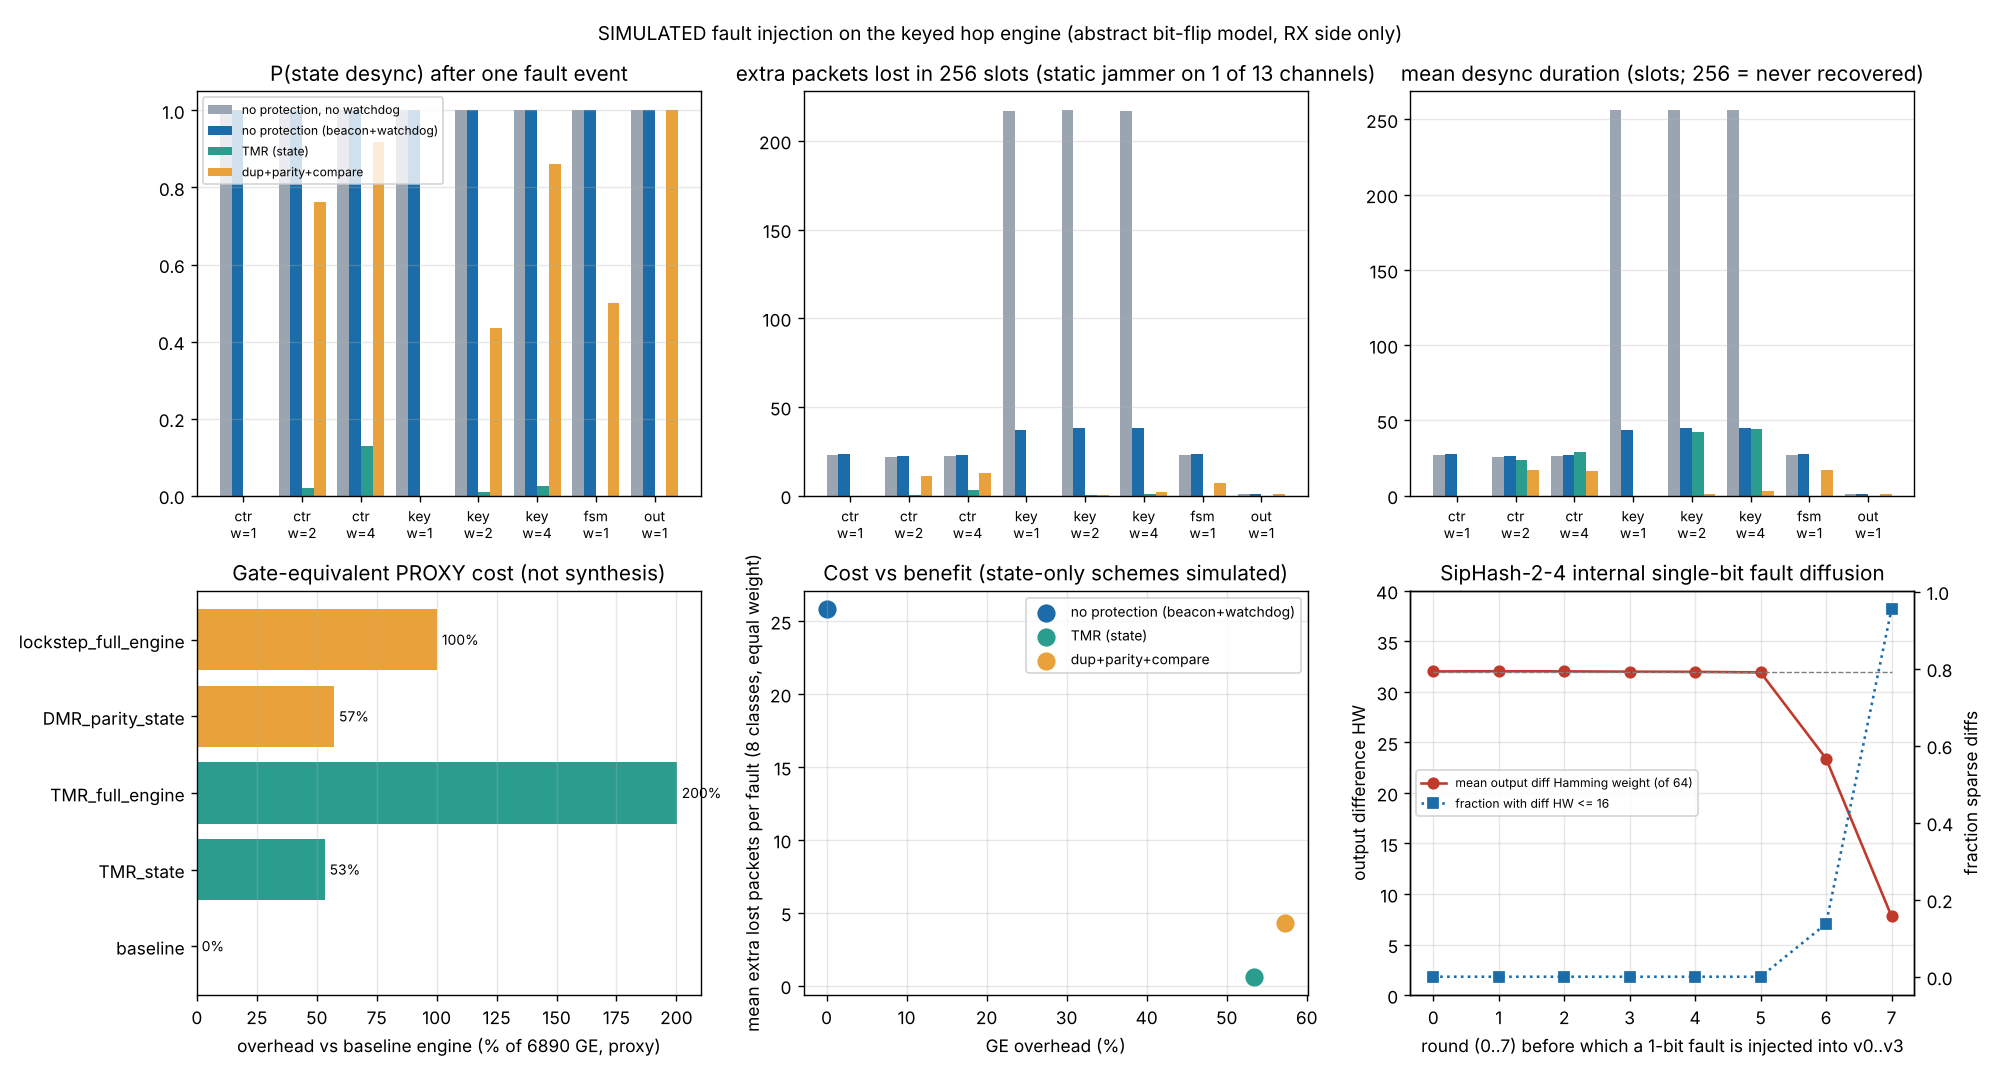 SIMULATED fault injection on the keyed hop engine (abstract bit-flip model, RX side only)
P(state desync) after one fault event
no protection, no watchdog
no protection (beacon+watchdog)
TMR (state)
dup+parity+compare
1.0
0.8
0.6
0.4
0.2
0.0
ctr ctr ctr key key key fsm out
w=1 w=2 w=4 w=1 w=2 w=4 w=1 w=1
extra packets lost in 256 slots (static jammer on 1 of 13 channels)
200
150
100
50
0
ctr ctr ctr key key key fsm out
w=1 w=2 w=4 w=1 w=2 w=4 w=1 w=1
mean desync duration (slots; 256 = never recovered)
250
200
150
100
50
0
ctr ctr ctr key key key fsm out
w=1 w=2 w=4 w=1 w=2 w=4 w=1 w=1
Gate-equivalent PROXY cost (not synthesis)
lockstep_full_engine 100%
DMR_parity_state 57%
TMR_full_engine 200%
TMR_state 53%
baseline 0%
0 25 50 75 100 125 150 175 200
overhead vs baseline engine (% of 6890 GE, proxy)
Cost vs benefit (state-only schemes simulated)
mean extra lost packets per fault (8 classes, equal weight)
no protection (beacon+watchdog)
TMR (state)
dup+parity+compare
25
20
15
10
5
0
0 10 20 30 40 50 60
GE overhead (%)
SipHash-2-4 internal single-bit fault diffusion
output difference HW
40
35
30
25
20
15
10
5
0
mean output diff Hamming weight (of 64)
fraction with diff HW <= 16
1.0
0.8
0.6
0.4
0.2
0.0
fraction sparse diffs
0 1 2 3 4 5 6 7
round (0..7) before which a 1-bit fault is injected into v0..v3